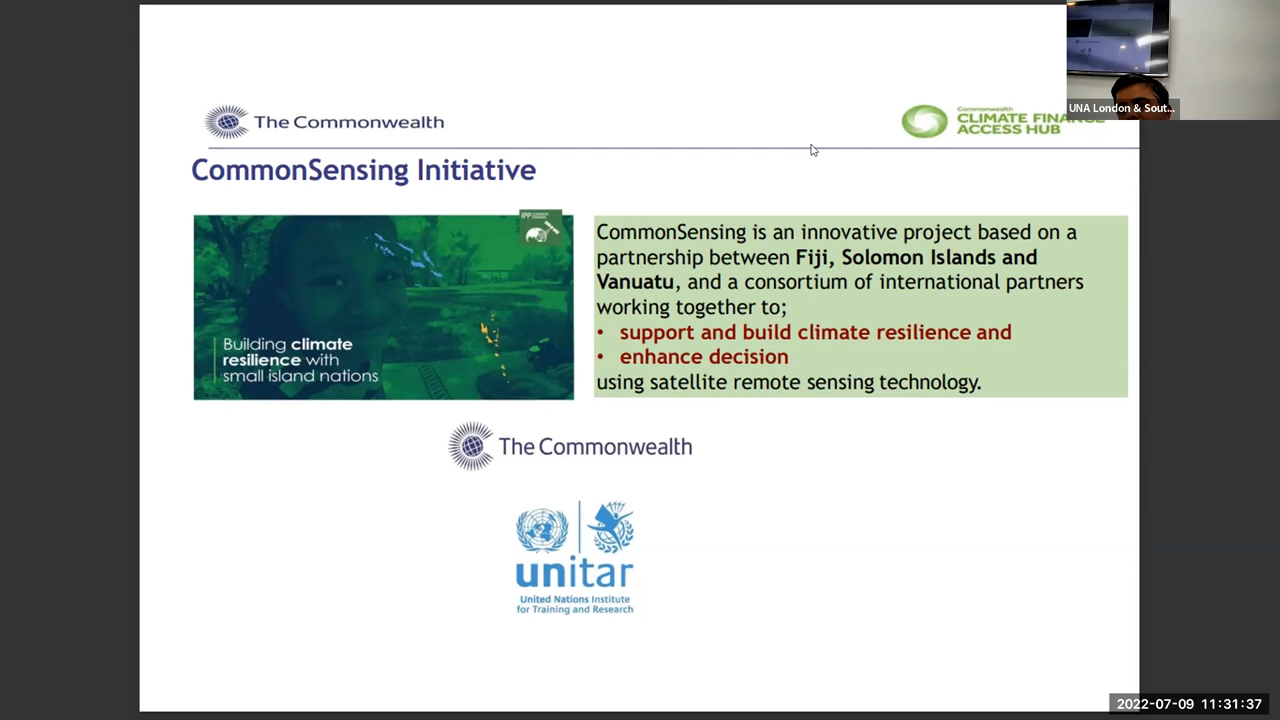 The Commonwealth
Commonwealth
CLIMATE FINANCE
ACCESS HUB
UNA London & Sout...
CommonSensing Initiative
IPP COMMON
SENSING
Building climate
resilience with
small island nations
CommonSensing is an innovative project based on a
partnership between Fiji, Solomon Islands and
Vanuatu, and a consortium of international partners
working together to;
• support and build climate resilience and
• enhance decision
using satellite remote sensing technology.
The Commonwealth
unitar
United Nations Institute
for Training and Research
2022-07-09 11:31:37